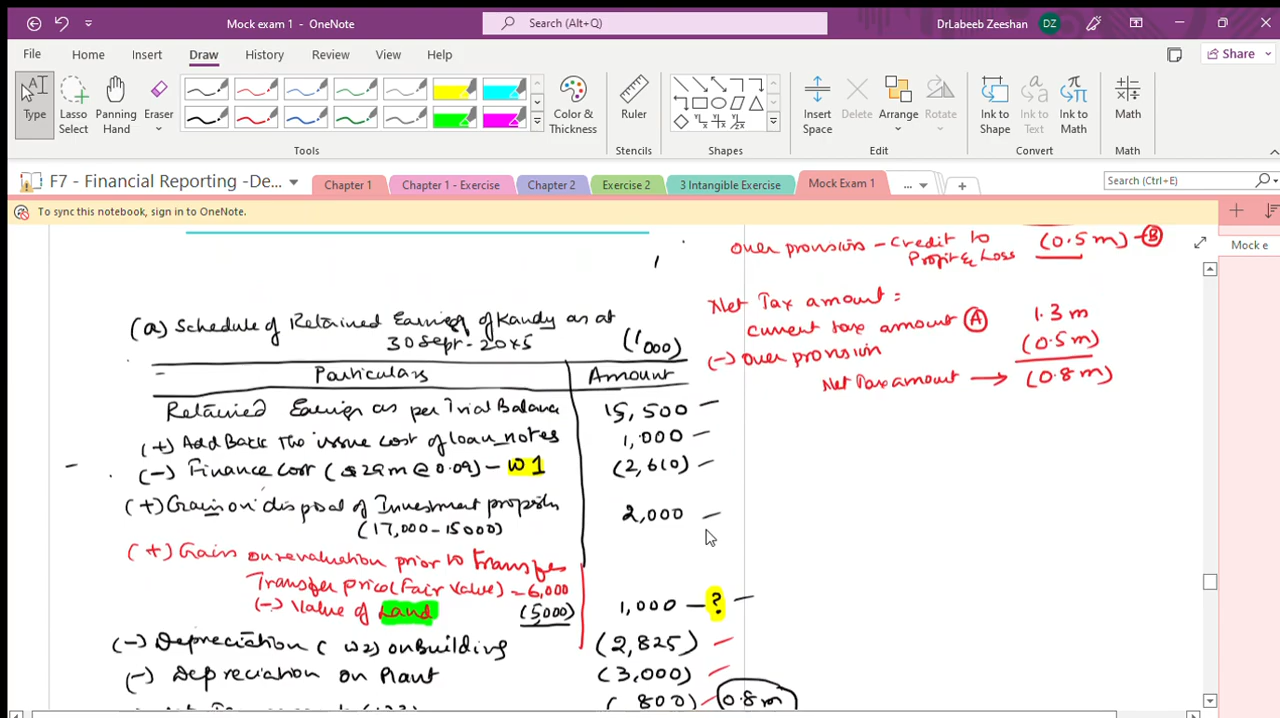 Mock exam 1 - OneNote
Search (Alt+Q)
DrLabeeb Zeeshan
DZ
File Home Insert Draw History Review View Help
Share
Type
Lasso Select
Panning Hand
Eraser
Color & Thickness
Ruler
Insert Space
Delete
Arrange
Rotate
Ink to Shape
Ink to Text
Ink to Math
Math
Tools
Stencils
Shapes
Edit
Convert
Math
F7 - Financial Reporting -De...
Chapter 1
Chapter 1 - Exercise
Chapter 2
Exercise 2
3 Intangible Exercise
Mock Exam 1
...
Search (Ctrl+E)
To sync this notebook, sign in to OneNote.
Mock e
Over provision - Credit to Profit & Loss (0.5m) - B
Net Tax amount :
current tax amount A 1.3 m
(-) Over provision (0.5m)
Net Tax amount → (0.8m)
(a) Schedule of Retained Earnings of Kandy as at
30 Sept - 20x5 ('000)
Particulars Amount
Retained Earnings as per Trial Balance 15,500
(+) Add Back The issue cost of loan notes 1,000
(-) Finance cost ( 29m @ 0.09) - W1 (2,610)
(+) Gain on disposal of Investment property 2,000
(17,000 - 15000)
(+) Gain on revaluation prior to transfer
Transfer price (Fair Value) - 6,000
(-) Value of Land (5,000) 1,000 - ?
(-) Depreciation ( W2) on Building (2,825)
(-) Depreciation on Plant (3,000)
( 800) 0.8m